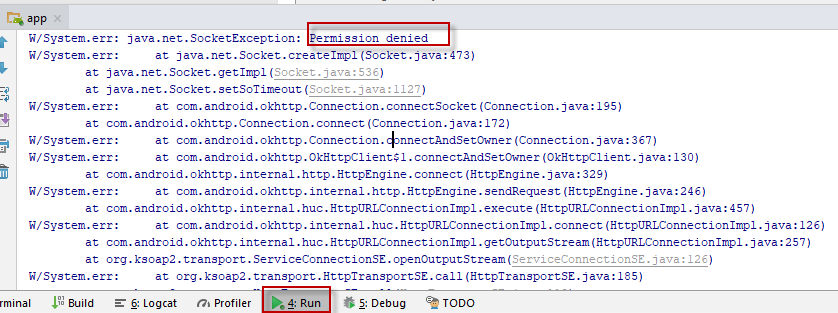 app
W/System.err: java.net.SocketException: Permission denied
W/System.err:     at java.net.Socket.createImpl(Socket.java:473)
        at java.net.Socket.getImpl(Socket.java:536)
        at java.net.Socket.setSoTimeout(Socket.java:1127)
W/System.err:     at com.android.okhttp.Connection.connectSocket(Connection.java:195)
        at com.android.okhttp.Connection.connect(Connection.java:172)
W/System.err:     at com.android.okhttp.Connection.connectAndSetOwner(Connection.java:367)
W/System.err:     at com.android.okhttp.OkHttpClient$1.connectAndSetOwner(OkHttpClient.java:130)
        at com.android.okhttp.internal.http.HttpEngine.connect(HttpEngine.java:329)
W/System.err:     at com.android.okhttp.internal.http.HttpEngine.sendRequest(HttpEngine.java:246)
        at com.android.okhttp.internal.huc.HttpURLConnectionImpl.execute(HttpURLConnectionImpl.java:457)
W/System.err:     at com.android.okhttp.internal.huc.HttpURLConnectionImpl.connect(HttpURLConnectionImpl.java:126)
        at com.android.okhttp.internal.huc.HttpURLConnectionImpl.getOutputStream(HttpURLConnectionImpl.java:257)
        at org.ksoap2.transport.ServiceConnectionSE.openOutputStream(ServiceConnectionSE.java:126)
W/System.err:     at org.ksoap2.transport.HttpTransportSE.call(HttpTransportSE.java:185)
rminal Build 6: Logcat Profiler 4: Run 5: Debug TODO